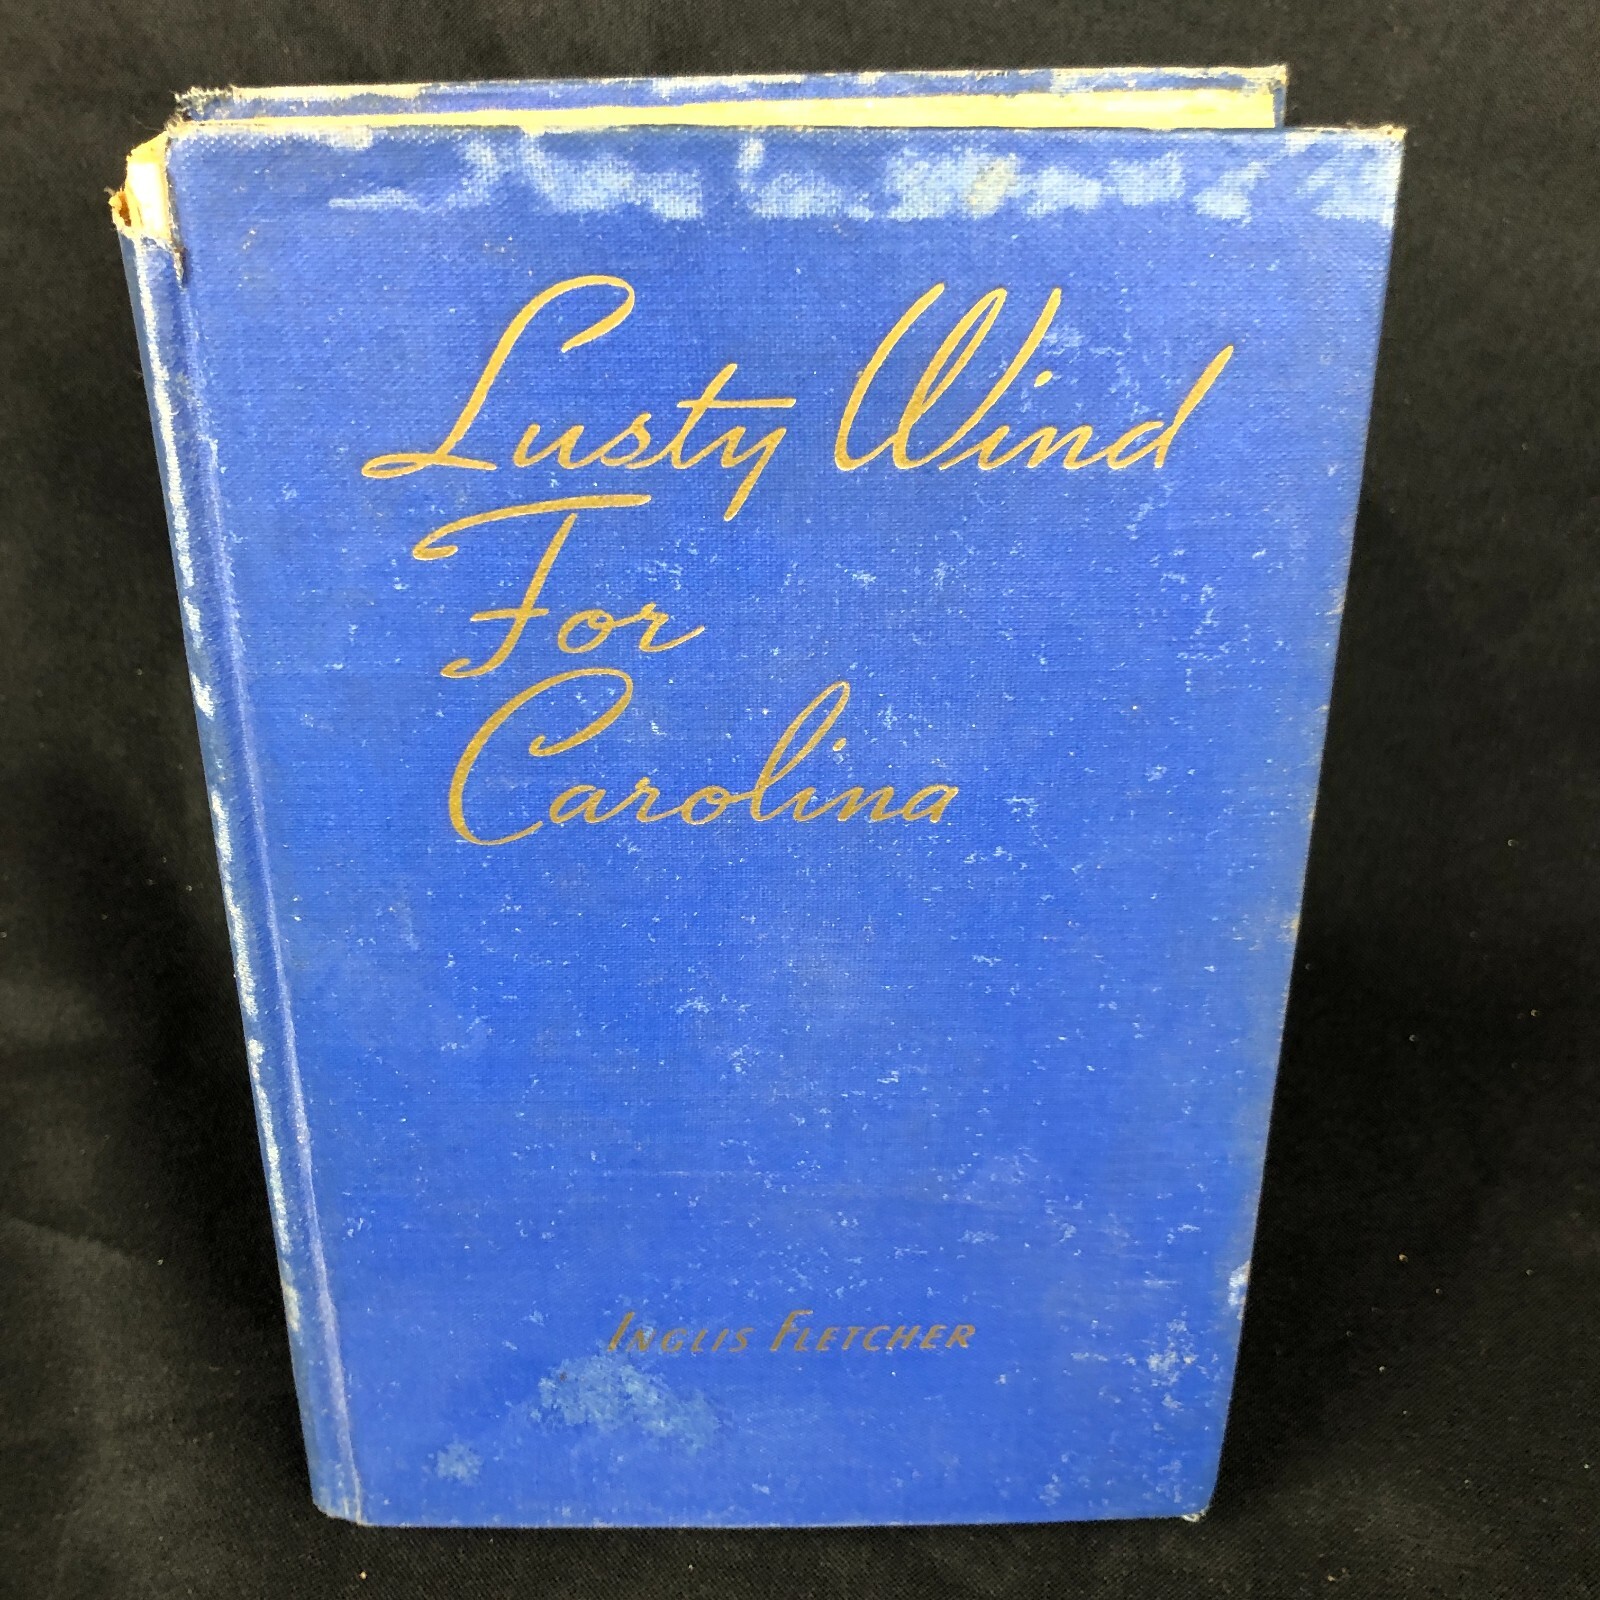 Lusty Wind
For
Carolina
INGLIS FLETCHER